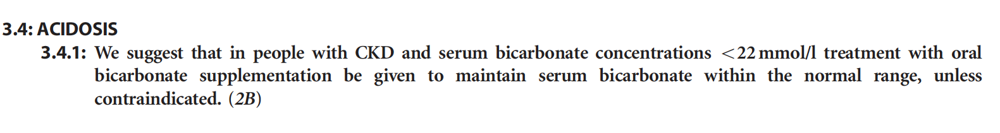 3.4: ACIDOSIS
3.4.1: We suggest that in people with CKD and serum bicarbonate concentrations <22 mmol/l treatment with oral
bicarbonate supplementation be given to maintain serum bicarbonate within the normal range, unless
contraindicated. (2B)